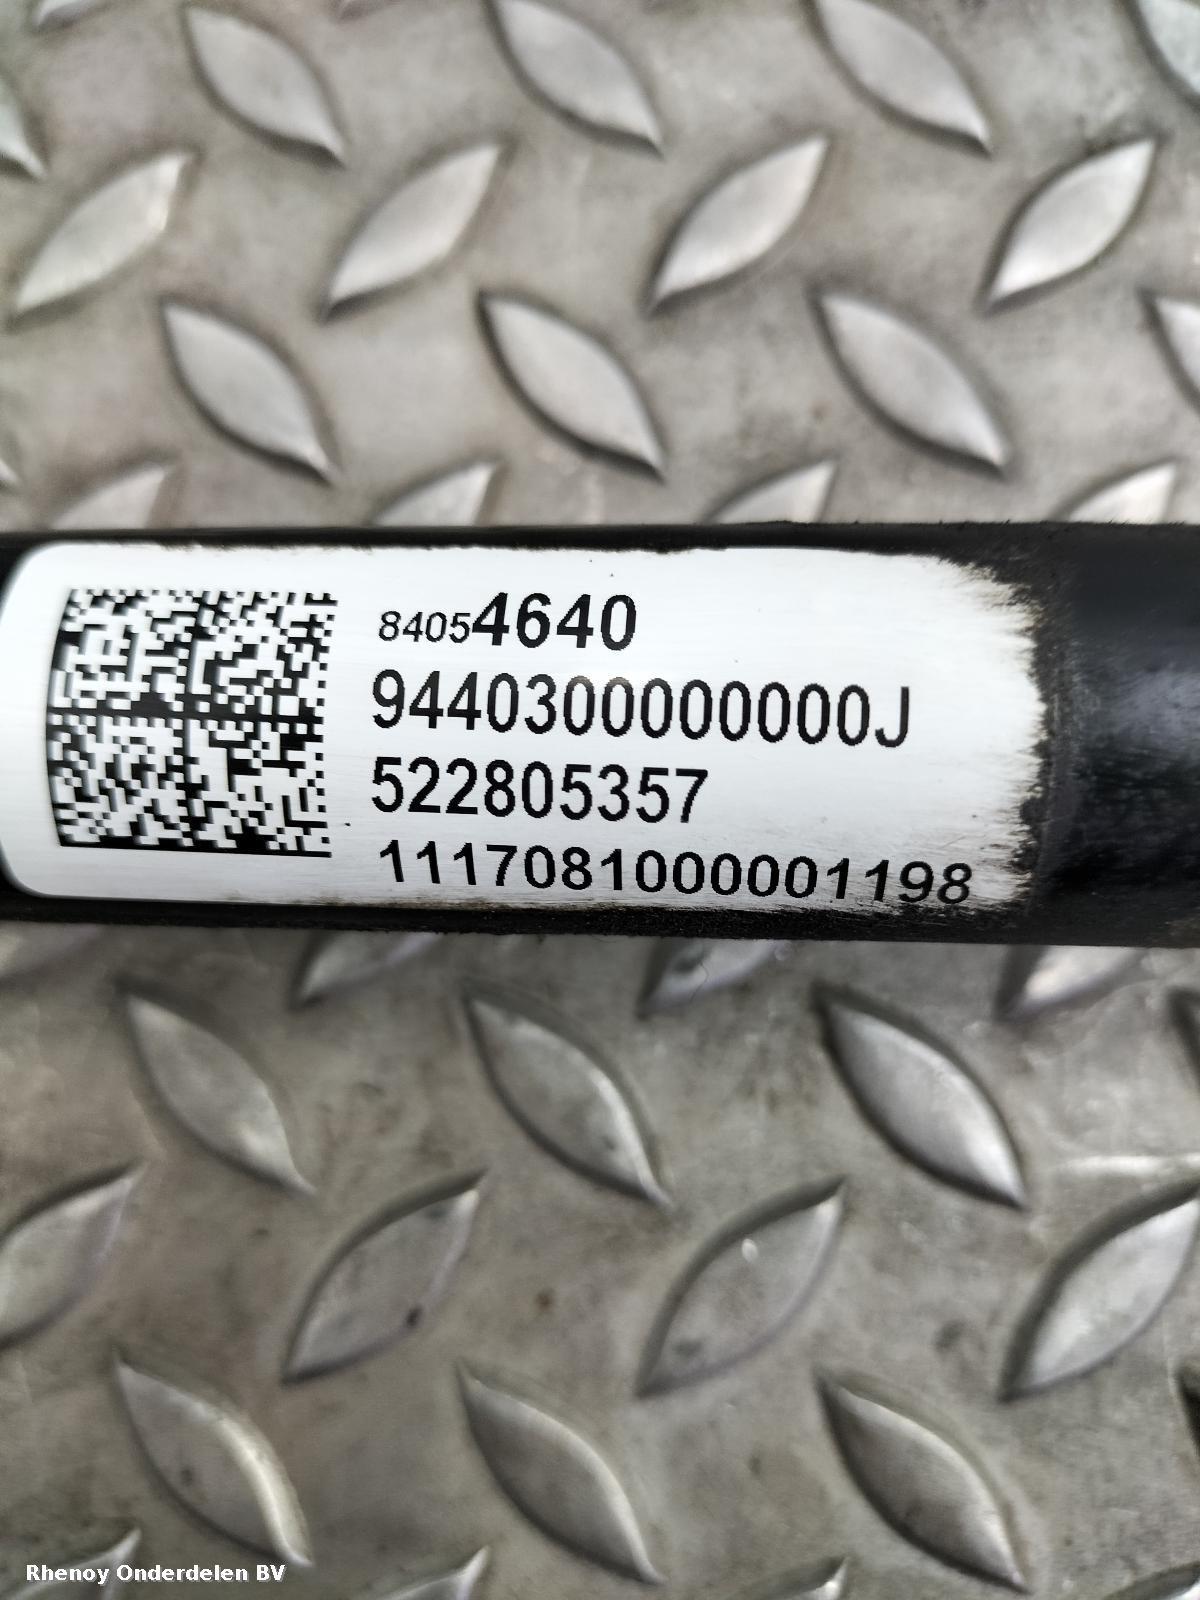 84054640
9440300000000J
522805357
1117081000001198
Rhenoy Onderdelen BV